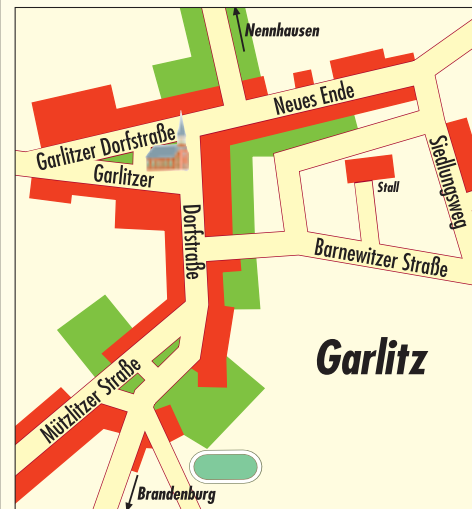 Nennhausen
Neues Ende
Garlitzer Dorfstraße
Garlitzer
Dorfstraße
Siedlungsweg
Stall
Barnewitzer Straße
Garlitz
Mützlitzer Straße
Brandenburg